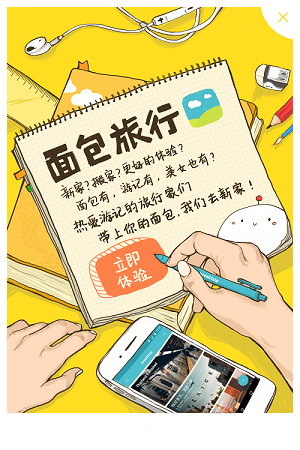 面包旅行
新家?搬家?更好的体验?
面包有,游记有,美女也有?
热爱游记的旅行家们
带上你的面包,我们去新家!
立即
体验